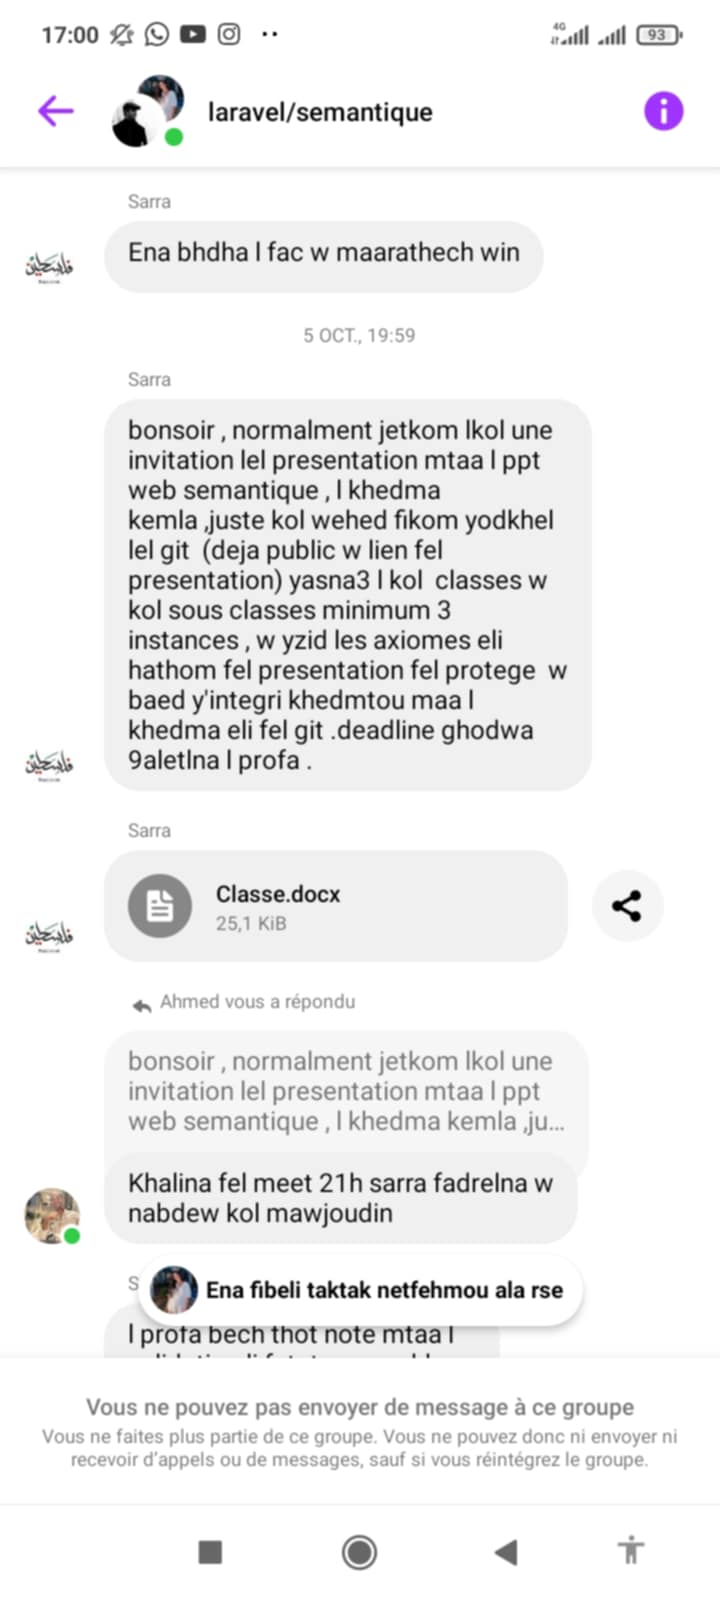 17:00
4G
93
laravel/semantique
Sarra
Ena bhdha l fac w maarathech win
فلسطين
5 OCT., 19:59
Sarra
bonsoir , normalment jetkom lkol une
invitation lel presentation mtaa l ppt
web semantique , l khedma
kemla ,juste kol wehed fikom yodkhel
lel git (deja public w lien fel
presentation) yasna3 l kol classes w
kol sous classes minimum 3
instances , w yzid les axiomes eli
hathom fel presentation fel protege w
baed y'integri khedmtou maa l
khedma eli fel git .deadline ghodwa
9aletlna l profa .
فلسطين
Sarra
Classe.docx
25,1 KiB
فلسطين
Ahmed vous a répondu
bonsoir , normalment jetkom lkol une
invitation lel presentation mtaa l ppt
web semantique , l khedma kemla ,ju...
Khalina fel meet 21h sarra fadrelna w
nabdew kol mawjoudin
S
Ena fibeli taktak netfehmou ala rse
l profa bech thot note mtaa l
Vous ne pouvez pas envoyer de message à ce groupe
Vous ne faites plus partie de ce groupe. Vous ne pouvez donc ni envoyer ni
recevoir d'appels ou de messages, sauf si vous réintégrez le groupe.